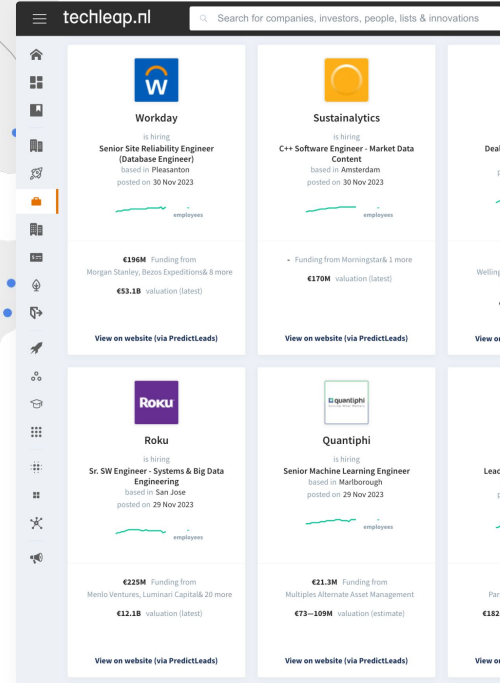 techleap.nl
Search for companies, investors, people, lists & innovations
Workday
is hiring
Senior Site Reliability Engineer
(Database Engineer)
based in Pleasanton
posted on 30 Nov 2023
employees
€196M Funding from
Morgan Stanley, Bezos Expeditions& 8 more
€53.1B valuation (latest)
View on website (via PredictLeads)
Sustainalytics
is hiring
C++ Software Engineer - Market Data
Content
based in Amsterdam
posted on 30 Nov 2023
employees
- Funding from Morningstar& 1 more
€170M valuation (latest)
View on website (via PredictLeads)
Deal
p
Welling
€
View o
ROKU
Roku
is hiring
Sr. SW Engineer - Systems & Big Data
Engineering
based in San Jose
posted on 29 Nov 2023
employees
€225M Funding from
Menlo Ventures, Luminari Capital& 20 more
€12.1B valuation (latest)
View on website (via PredictLeads)
quantiphi
Quantiphi
is hiring
Senior Machine Learning Engineer
based in Marlborough
posted on 29 Nov 2023
employees
€21.3M Funding from
Multiples Alternate Asset Management
€73—109M valuation (estimate)
View on website (via PredictLeads)
Leac
p
Par
€182
View o